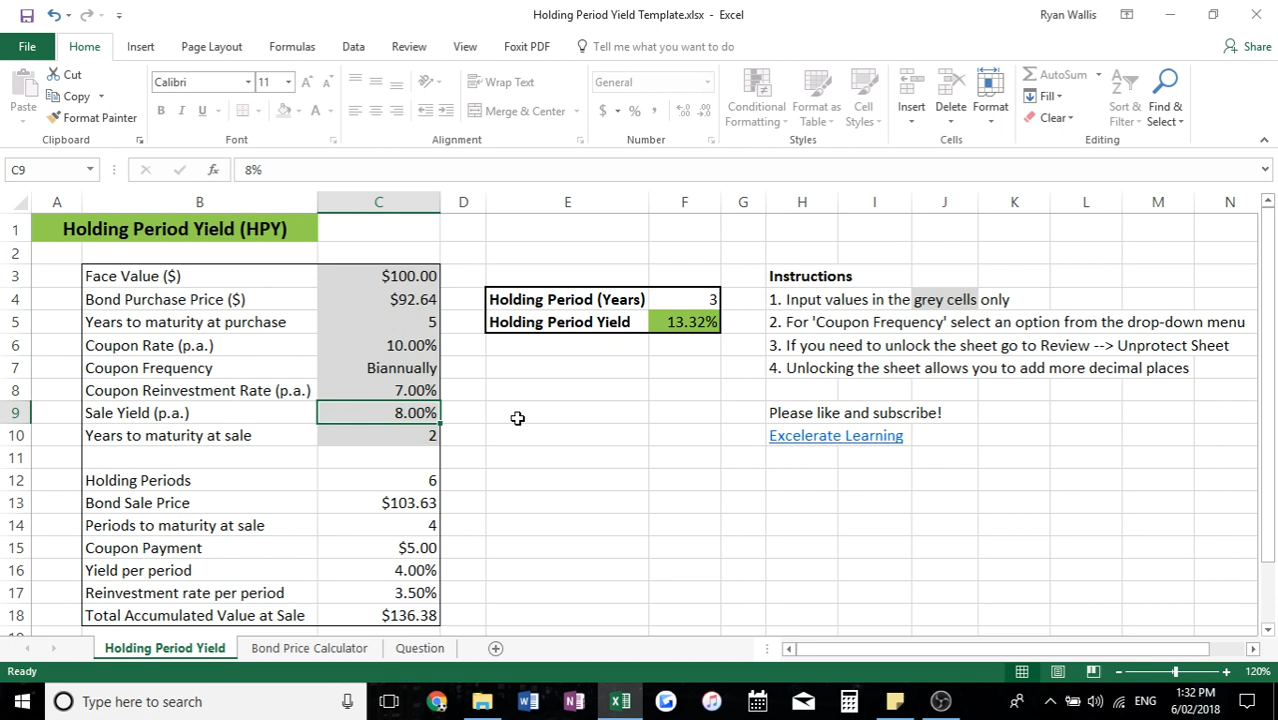 Holding Period Yield Template.xlsx - Excel
Ryan Wallis
File Home Insert Page Layout Formulas Data Review View Foxit PDF Tell me what you want to do Share
Paste
Cut
Copy
Format Painter
Calibri 11
B I U
A
Wrap Text
Merge & Center
General
$ % ,
Conditional Formatting
Format as Table
Cell Styles
Insert Delete Format
AutoSum
Fill
Clear
Sort & Filter
Find & Select
Clipboard Font Alignment Number Styles Cells Editing
C9 fx 8%
A B C D E F G H I J K L M N
1 Holding Period Yield (HPY)
2
3 Face Value ($) $100.00 Instructions
4 Bond Purchase Price ($) $92.64 Holding Period (Years) 3 1. Input values in the grey cells only
5 Years to maturity at purchase 5 Holding Period Yield 13.32% 2. For 'Coupon Frequency' select an option from the drop-down menu
6 Coupon Rate (p.a.) 10.00% 3. If you need to unlock the sheet go to Review --> Unprotect Sheet
7 Coupon Frequency Biannually 4. Unlocking the sheet allows you to add more decimal places
8 Coupon Reinvestment Rate (p.a.) 7.00%
9 Sale Yield (p.a.) 8.00% Please like and subscribe!
10 Years to maturity at sale 2 Excelerate Learning
11
12 Holding Periods 6
13 Bond Sale Price $103.63
14 Periods to maturity at sale 4
15 Coupon Payment $5.00
16 Yield per period 4.00%
17 Reinvestment rate per period 3.50%
18 Total Accumulated Value at Sale $136.38
Holding Period Yield Bond Price Calculator Question
Ready 120%
Type here to search
ENG
1:32 PM
6/02/2018